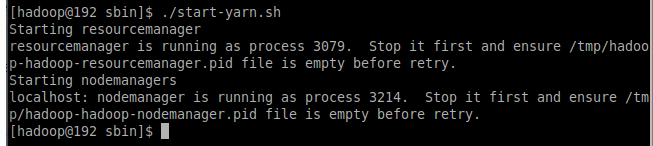 [hadoop@192 sbin]$ ./start-yarn.sh
Starting resourcemanager
resourcemanager is running as process 3079.  Stop it first and ensure /tmp/hadoo
p-hadoop-resourcemanager.pid file is empty before retry.
Starting nodemanagers
localhost: nodemanager is running as process 3214.  Stop it first and ensure /tm
p/hadoop-hadoop-nodemanager.pid file is empty before retry.
[hadoop@192 sbin]$